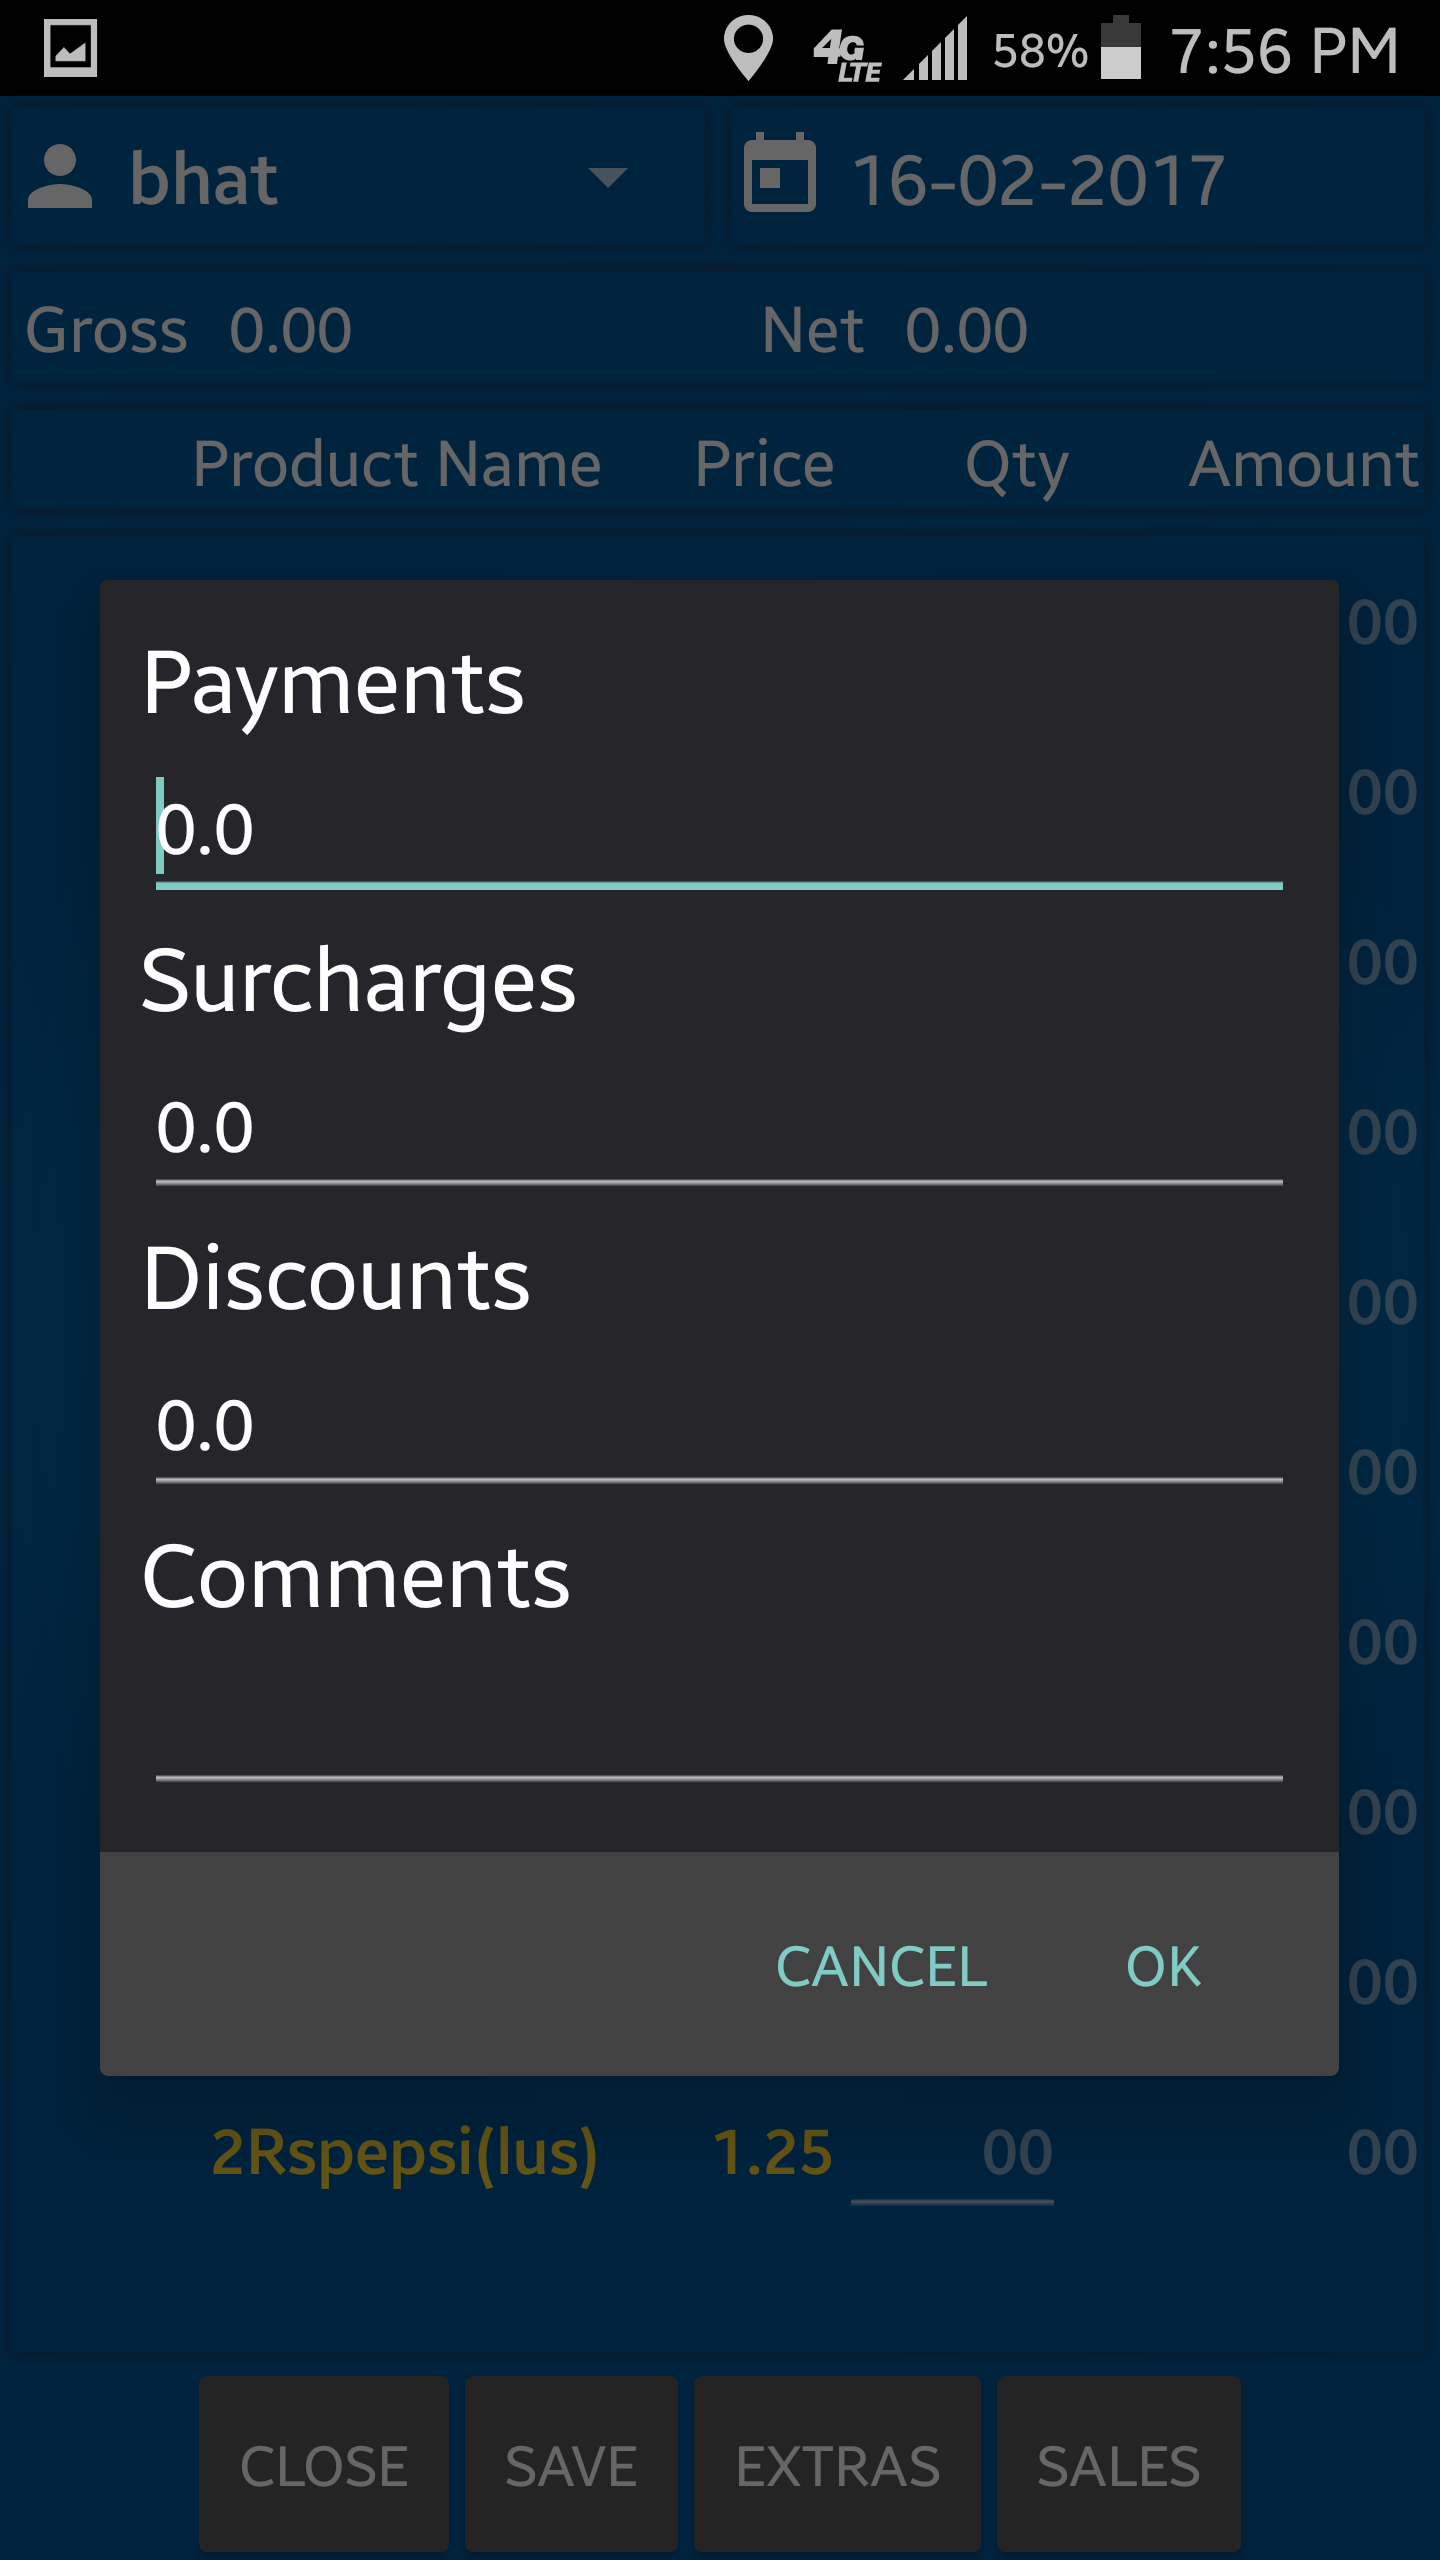 4G LTE 58% 7:56 PM
bhat 16-02-2017
Gross 0.00 Net 0.00
Product Name Price Qty Amount
00
Payments
00
0.0
00
Surcharges
00
0.0
Discounts
00
0.0
00
Comments
00
00
CANCEL OK
00
2Rspepsi(lus) 1.25 00 00
CLOSE SAVE EXTRAS SALES